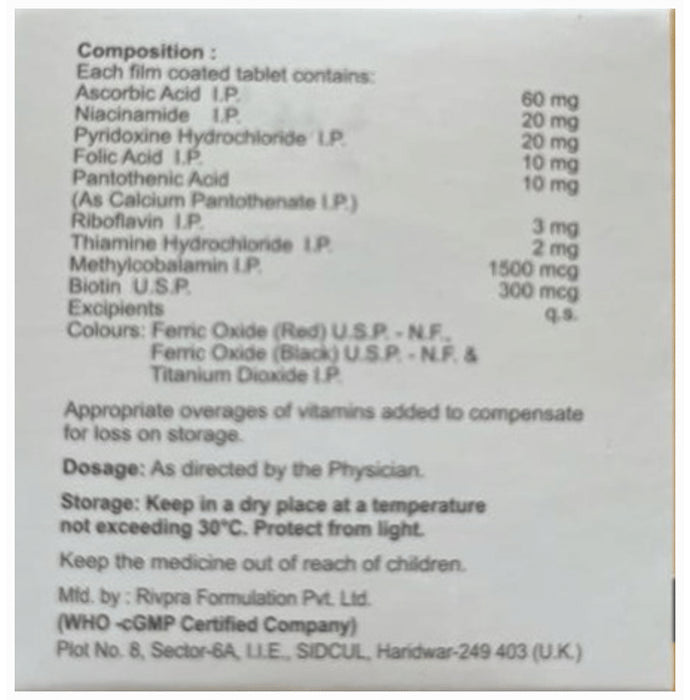 Composition :
Each film coated tablet contains:
Ascorbic Acid I.P. 60 mg
Niacinamide I.P. 20 mg
Pyridoxine Hydrochloride I.P. 20 mg
Folic Acid I.P. 10 mg
Pantothenic Acid 10 mg
(As Calcium Pantothenate I.P.)
Riboflavin I.P. 3 mg
Thiamine Hydrochloride I.P. 2 mg
Methylcobalamin I.P. 1500 mcg
Biotin U.S.P. 300 mcg
Excipients q.s.
Colours: Ferric Oxide (Red) U.S.P. - N.F.,
Ferric Oxide (Black) U.S.P. - N.F. &
Titanium Dioxide I.P.
Appropriate overages of vitamins added to compensate
for loss on storage.
Dosage: As directed by the Physician.
Storage: Keep in a dry place at a temperature
not exceeding 30°C. Protect from light.
Keep the medicine out of reach of children.
Mfd. by : Rivpra Formulation Pvt. Ltd.
(WHO -cGMP Certified Company)
Plot No. 8, Sector-6A, I.I.E., SIDCUL, Haridwar-249 403 (U.K.)